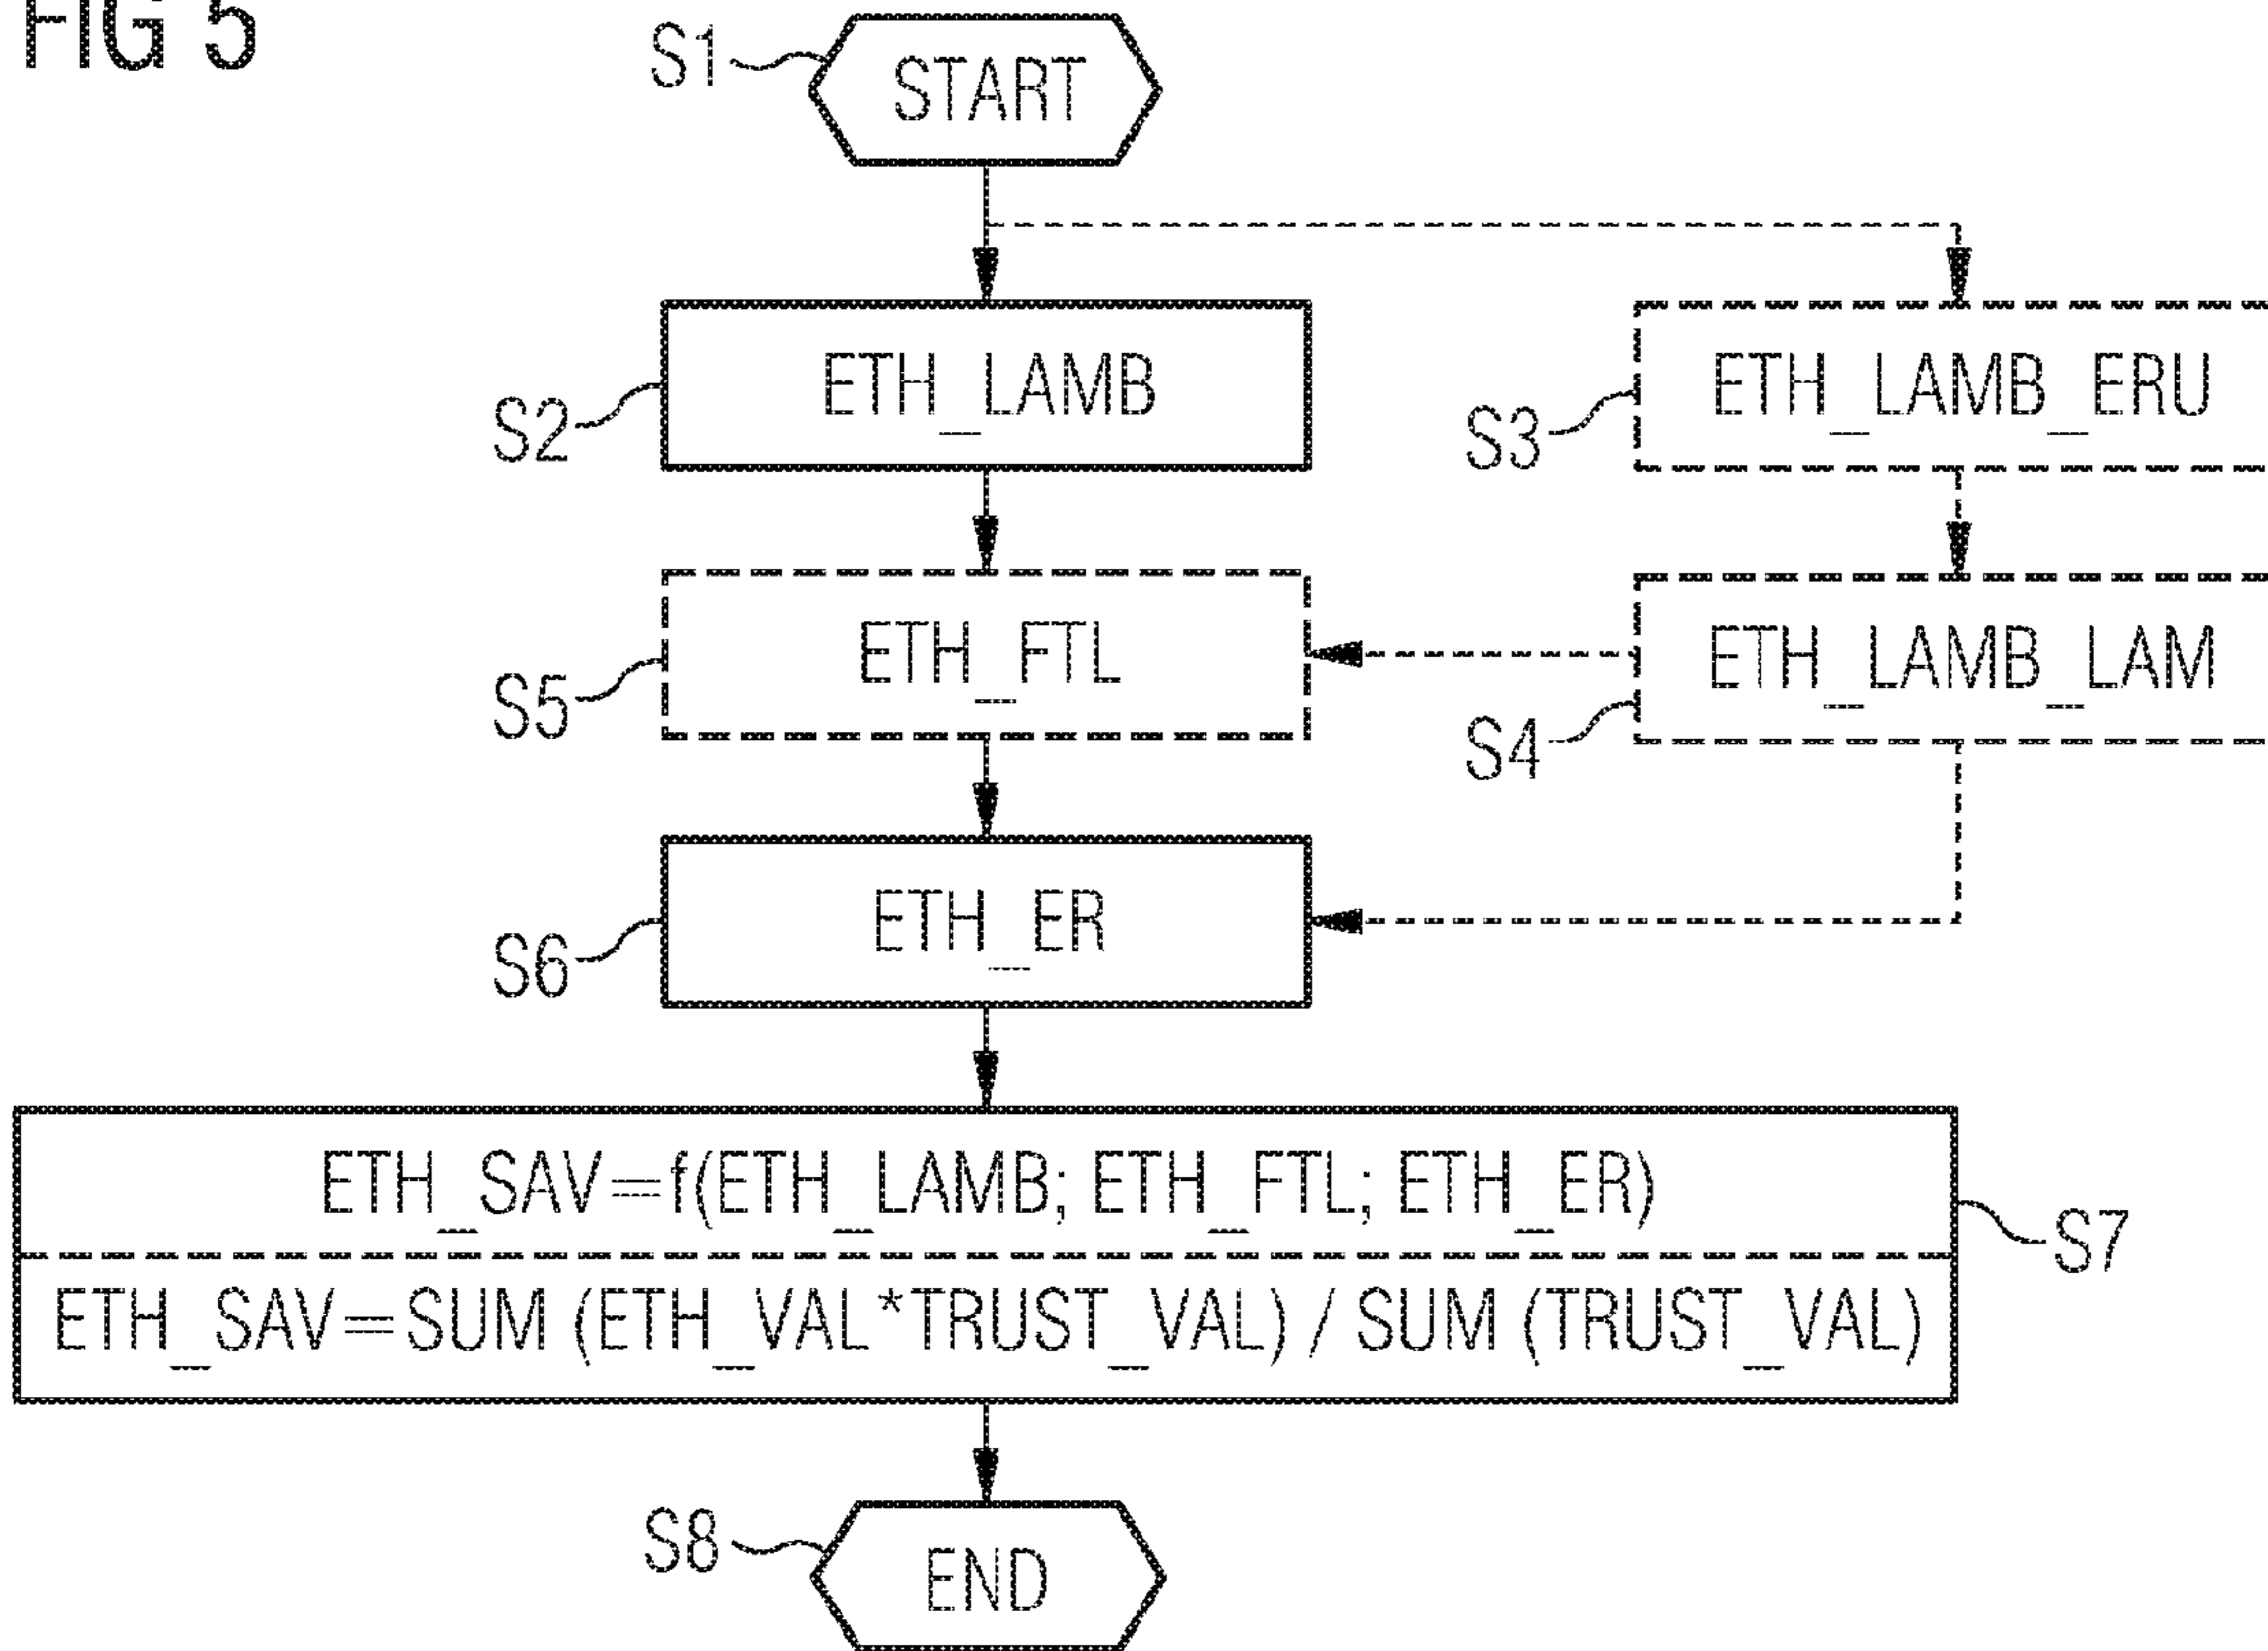 FIG 5
S1
START
S2
ETH_LAMB
S3
ETH_LAMB_ERU
S5
ETH_FTL
S4
ETH_LAMB_LAM
S6
ETH_ER
ETH_SAV=f(ETH_LAMB; ETH_FTL; ETH_ER)
S7
ETH_SAV=SUM (ETH_VAL*TRUST_VAL) / SUM (TRUST_VAL)
S8
END